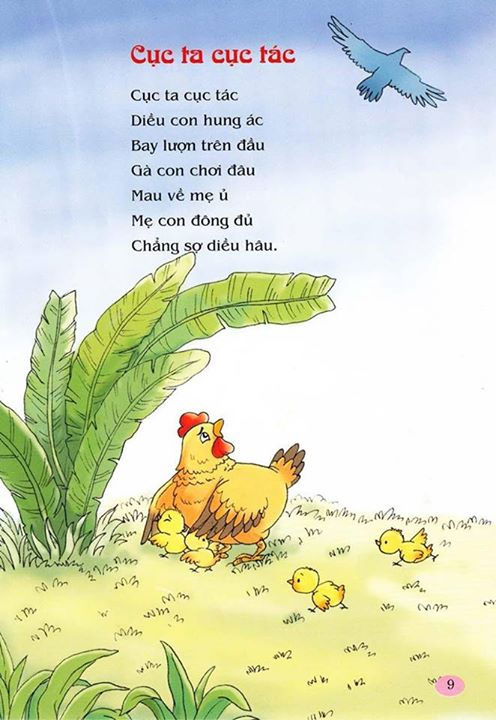 Cục ta cục tác
Cục ta cục tác
Diều con hung ác
Bay lượn trên đầu
Gà con chơi đâu
Mau về mẹ ủ
Mẹ con đông đủ
Chẳng sợ diều hâu.
9